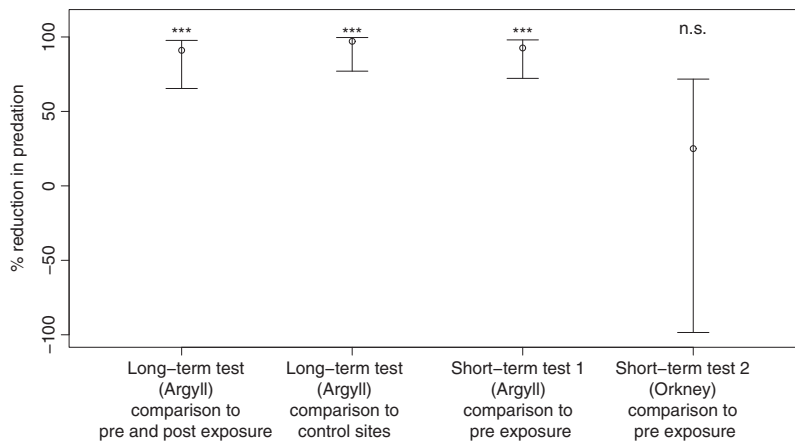 % reduction in predation
100
50
0
−50
−100
***
***
***
n.s.
Long−term test
(Argyll)
comparison to
pre and post exposure
Long−term test
(Argyll)
comparison to
control sites
Short−term test 1
(Argyll)
comparison to
pre exposure
Short−term test 2
(Orkney)
comparison to
pre exposure